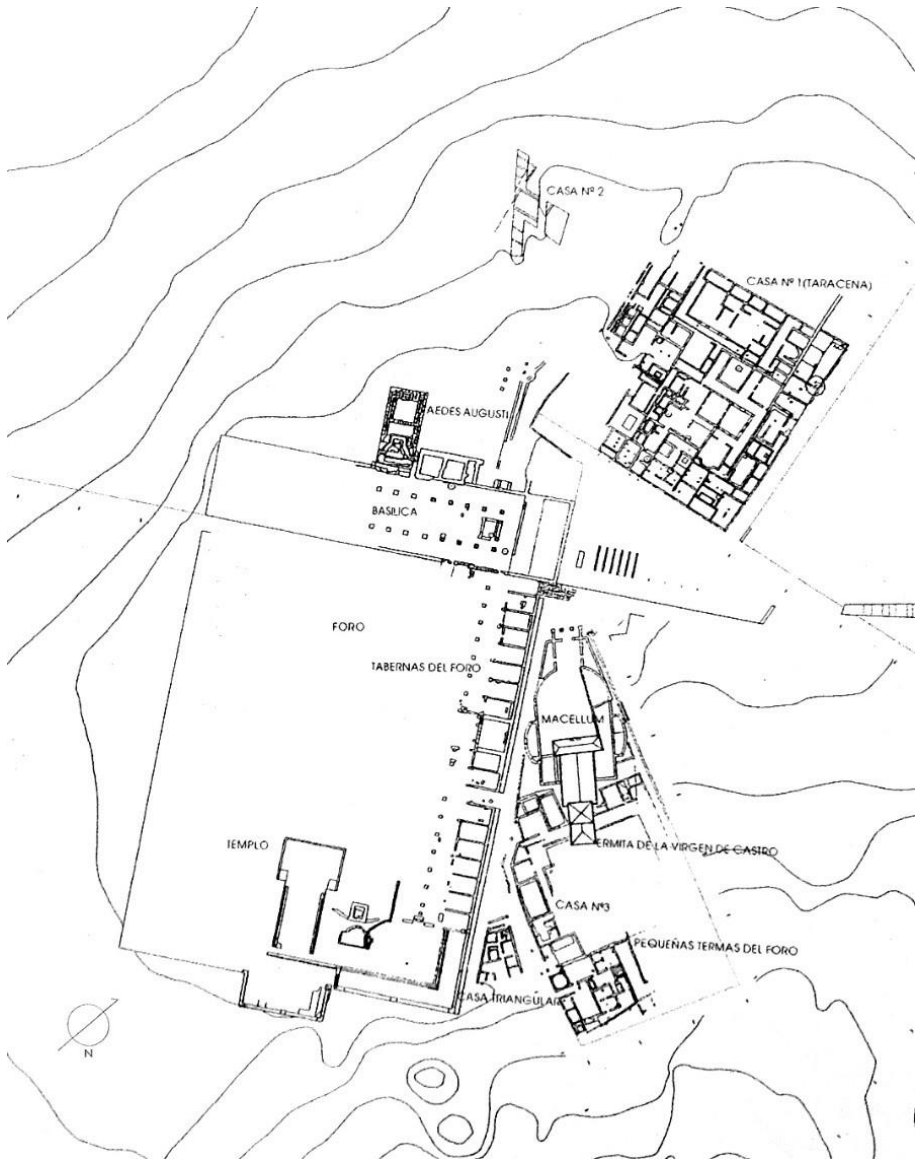 CASA Nº 2
CASA Nº 1 (TARACENA)
AEDES AUGUSTI
BASILICA
FORO
TABERNAS DEL FORO
MACELLUM
TEMPLO
ERMITA DE LA VIRGEN DE CASTRO
CASA Nº3
PEQUEÑAS TERMAS DEL FORO
CASA TRIANGULAR
N